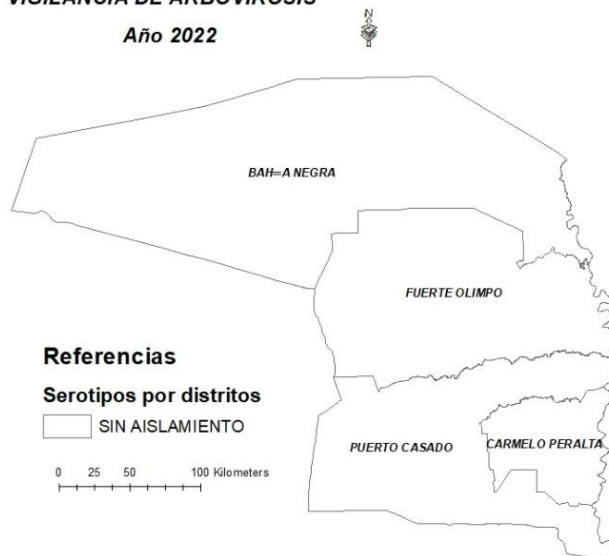 VIGILANCIA DE ARBOVIROSIS
Año 2022
N
BAH=A NEGRA
FUERTE OLIMPO
Referencias
Serotipos por distritos
SIN AISLAMIENTO
PUERTO CASADO
CARMELO PERALTA
0 25 50 100 Kilometers